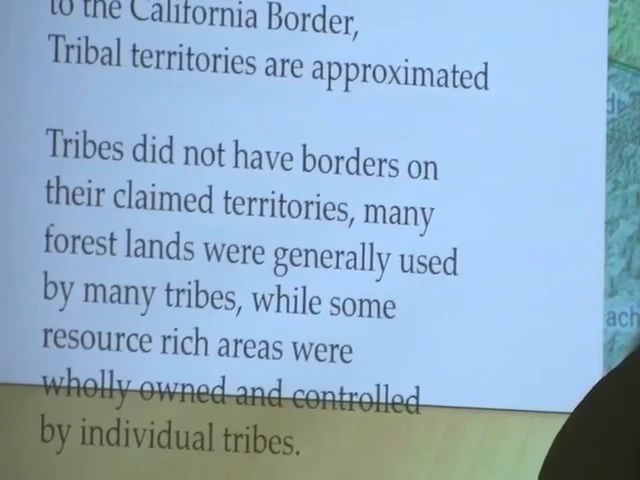 to the California Border,
Tribal territories are approximated
Tribes did not have borders on
their claimed territories, many
forest lands were generally used
by many tribes, while some
resource rich areas were
wholly owned and controlled
by individual tribes.
ach